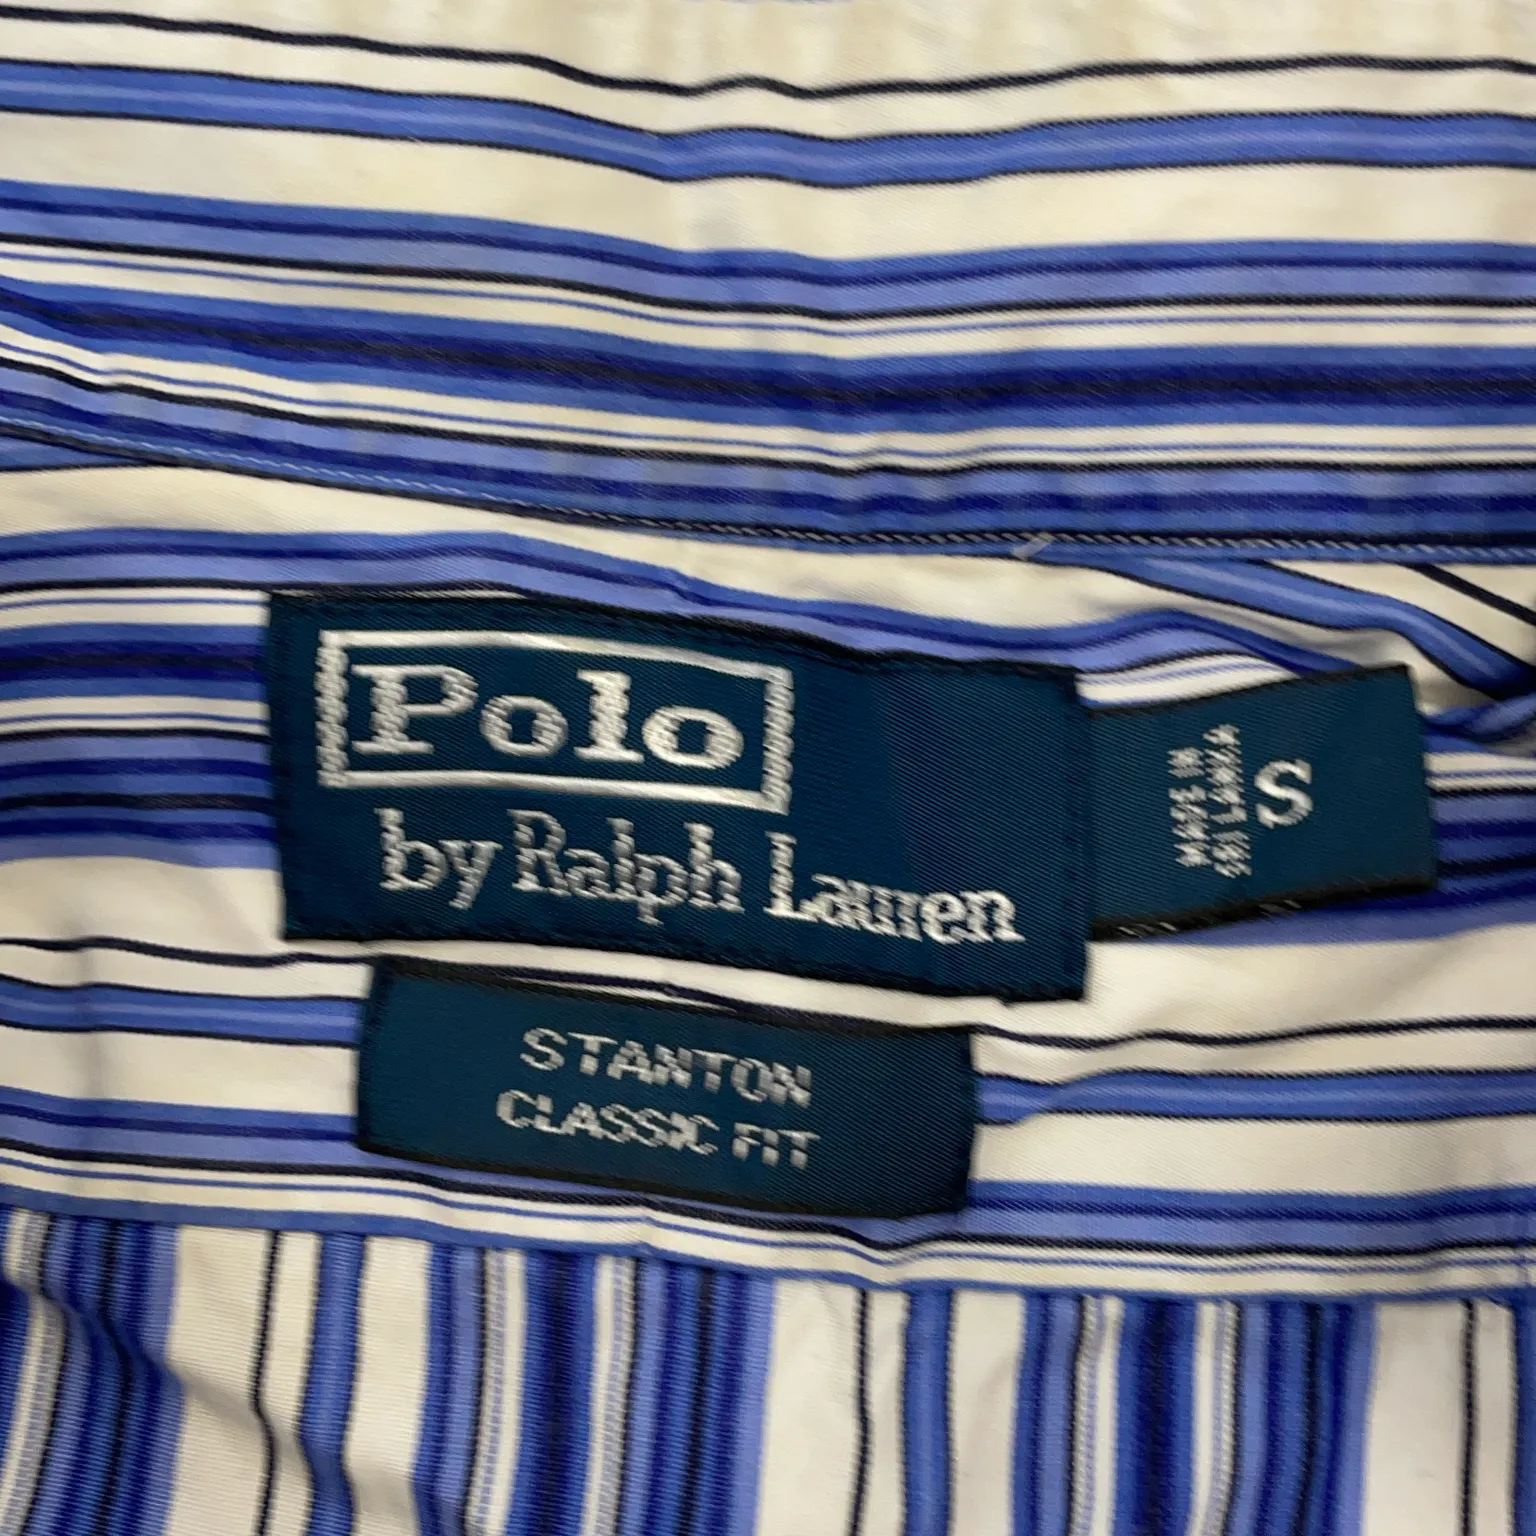 Polo
by Ralph Lauren
S
MADE IN
SRI LANKA
STANTON
CLASSIC FIT